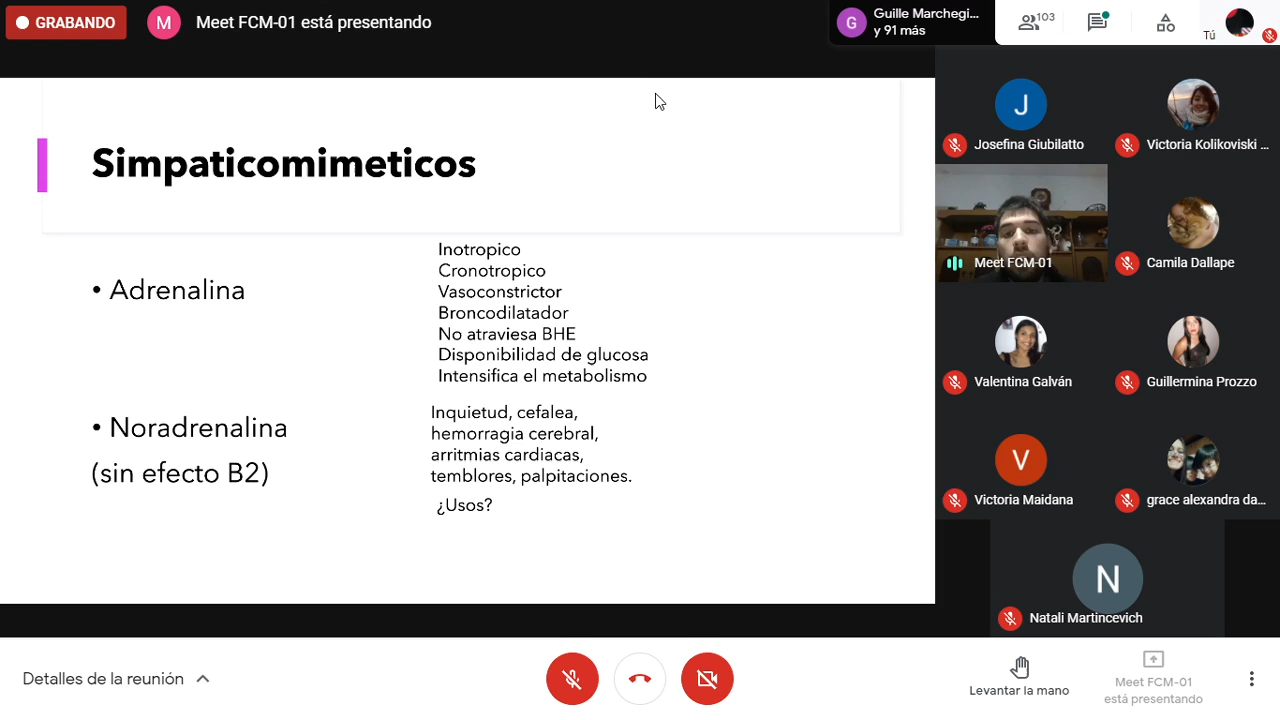 GRABANDO
M
Meet FCM-01 está presentando
G
Guille Marchegi...
y 91 más
103
Tú
Simpaticomimeticos
• Adrenalina
Inotropico
Cronotropico
Vasoconstrictor
Broncodilatador
No atraviesa BHE
Disponibilidad de glucosa
Intensifica el metabolismo
• Noradrenalina
(sin efecto B2)
Inquietud, cefalea,
hemorragia cerebral,
arritmias cardiacas,
temblores, palpitaciones.
¿Usos?
J
Josefina Giubilatto
Victoria Kolikoviski ...
Meet FCM-01
Camila Dallape
Valentina Galván
Guillermina Prozzo
V
Victoria Maidana
grace alexandra da...
N
Natali Martincevich
Detalles de la reunión
Levantar la mano
Meet FCM-01
está presentando